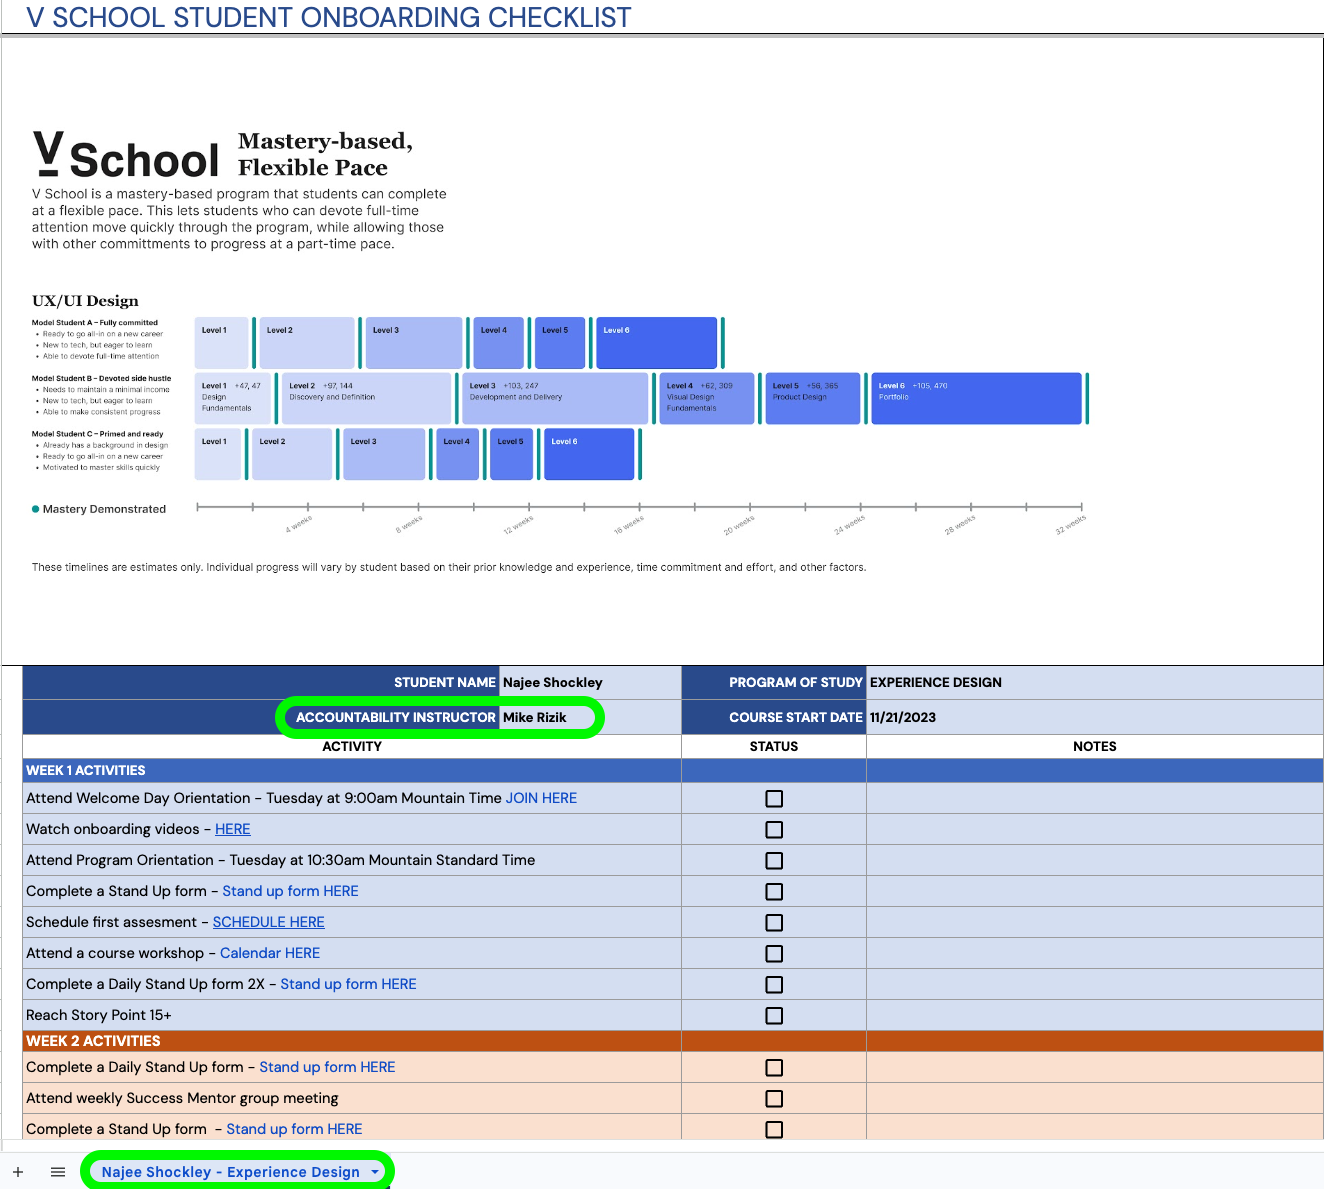 V SCHOOL STUDENT ONBOARDING CHECKLIST
V School
Mastery-based,
Flexible Pace
V School is a mastery-based program that students can complete
at a flexible pace. This lets students who can devote full-time
attention move quickly through the program, while allowing those
with other committments to progress at a part-time pace.
UX/UI Design
Model Student A – Fully committed
• Ready to go all-in on a new career
• New to tech, but eager to learn
• Able to devote full-time attention
Level 1 Level 2 Level 3 Level 4 Level 5 Level 6
Model Student B – Devoted side hustle
• Needs to maintain a minimal income
• New to tech, but eager to learn
• Able to make consistent progress
Level 1 +47, 47
Design
Fundamentals
Level 2 +97, 144
Discovery and Definition
Level 3 +103, 247
Development and Delivery
Level 4 +62, 309
Visual Design
Fundamentals
Level 5 +56, 365
Product Design
Level 6 +105, 470
Portfolio
Model Student C – Primed and ready
• Already has a background in design
• Ready to go all-in on a new career
• Motivated to master skills quickly
Level 1 Level 2 Level 3 Level 4 Level 5 Level 6
Mastery Demonstrated
4 weeks 8 weeks 12 weeks 16 weeks 20 weeks 24 weeks 28 weeks 32 weeks
These timelines are estimates only. Individual progress will vary by student based on their prior knowledge and experience, time commitment and effort, and other factors.
STUDENT NAME Najee Shockley PROGRAM OF STUDY EXPERIENCE DESIGN
ACCOUNTABILITY INSTRUCTOR Mike Rizik COURSE START DATE 11/21/2023
ACTIVITY STATUS NOTES
WEEK 1 ACTIVITIES
Attend Welcome Day Orientation - Tuesday at 9:00am Mountain Time JOIN HERE
Watch onboarding videos - HERE
Attend Program Orientation - Tuesday at 10:30am Mountain Standard Time
Complete a Stand Up form - Stand up form HERE
Schedule first assesment - SCHEDULE HERE
Attend a course workshop - Calendar HERE
Complete a Daily Stand Up form 2X - Stand up form HERE
Reach Story Point 15+
WEEK 2 ACTIVITIES
Complete a Daily Stand Up form - Stand up form HERE
Attend weekly Success Mentor group meeting
Complete a Stand Up form - Stand up form HERE
Najee Shockley - Experience Design